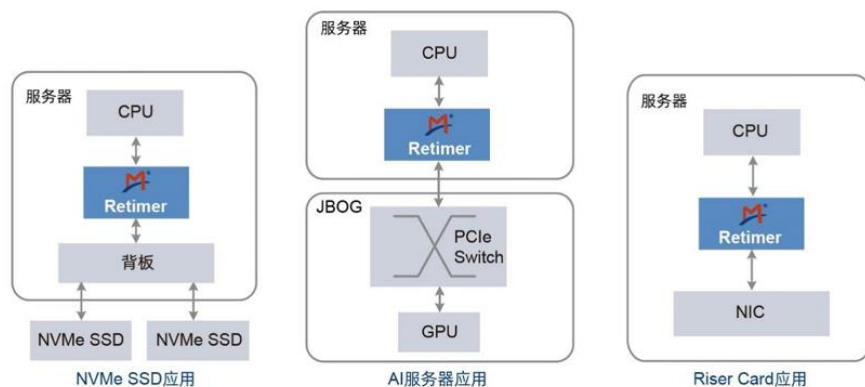 服务器
CPU
Retimer
背板
NVMe SSD
NVMe SSD
NVMe SSD应用
服务器
CPU
Retimer
JBOG
PCIe
Switch
GPU
AI服务器应用
服务器
CPU
Retimer
NIC
Riser Card应用